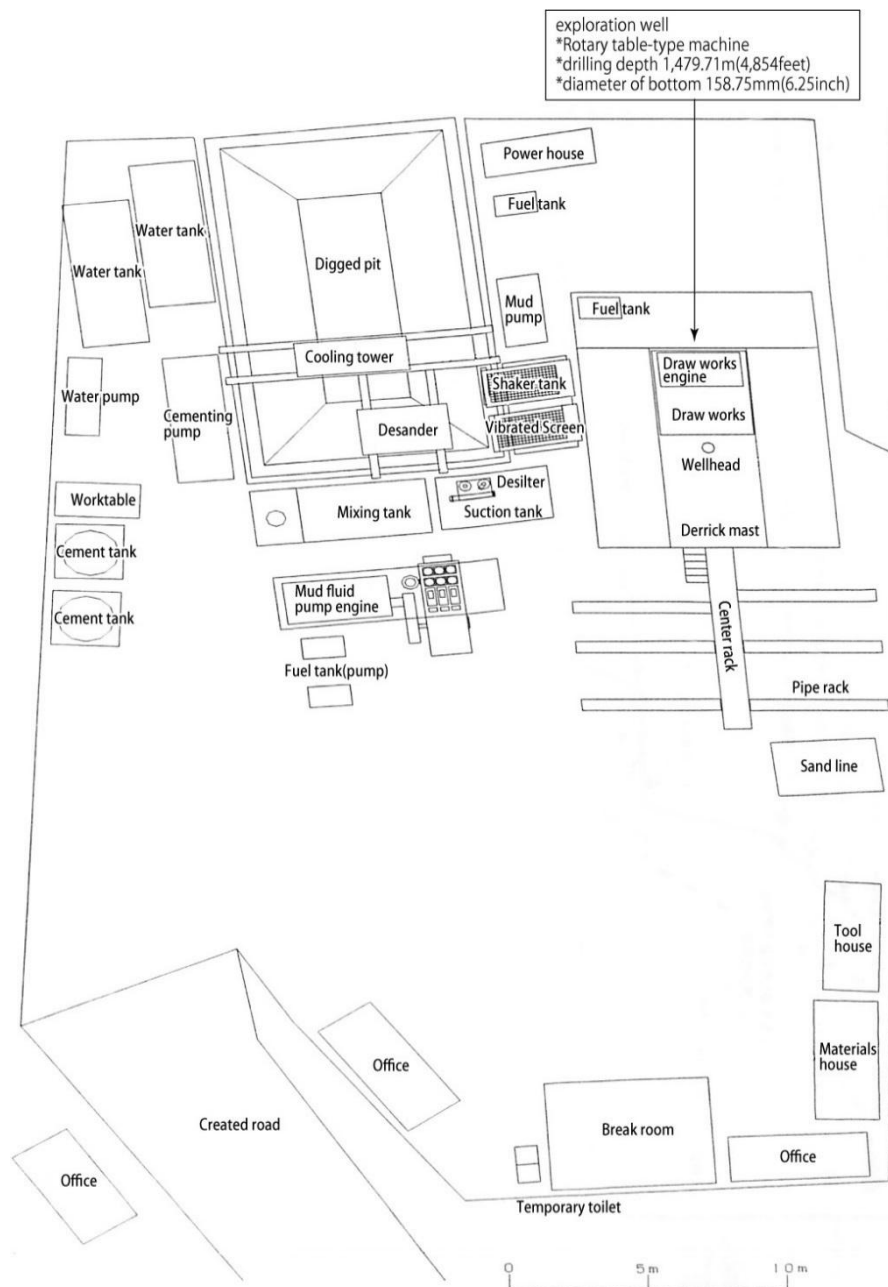 exploration well
*Rotary table-type machine
*drilling depth 1,479.71m(4,854feet)
*diameter of bottom 158.75mm(6.25inch)
Power house
Fuel tank
Water tank
Water tank
Digged pit
Mud
pump
Fuel tank
Cooling tower
Shaker tank
Draw works
engine
Water pump
Cementing
pump
Desander
Vibrated Screen
Draw works
Wellhead
Worktable
Mixing tank
Desilter
Suction tank
Derrick mast
Cement tank
Mud fluid
pump engine
Cement tank
Center rack
Fuel tank(pump)
Pipe rack
Sand line
Tool
house
Materials
house
Office
Created road
Break room
Office
Office
Temporary toilet
0 5m 10m